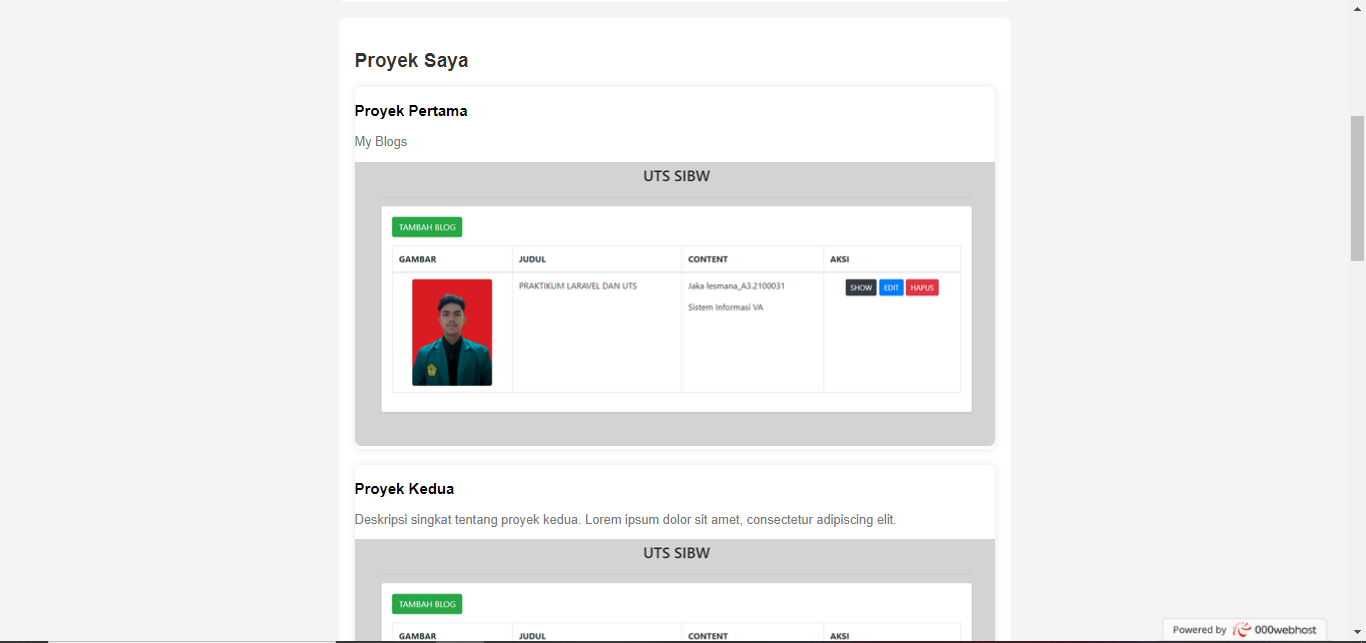 Proyek Saya
Proyek Pertama
My Blogs
UTS SIBW
TAMBAH BLOG
GAMBAR JUDUL CONTENT AKSI
PRAKTIKUM LARAVEL DAN UTS Jaka lesmana_A3.2100031 SHOW EDIT HAPUS
Sistem Informasi VA
Proyek Kedua
Deskripsi singkat tentang proyek kedua. Lorem ipsum dolor sit amet, consectetur adipiscing elit.
UTS SIBW
TAMBAH BLOG
GAMBAR JUDUL CONTENT AKSI
Powered by 000webhost